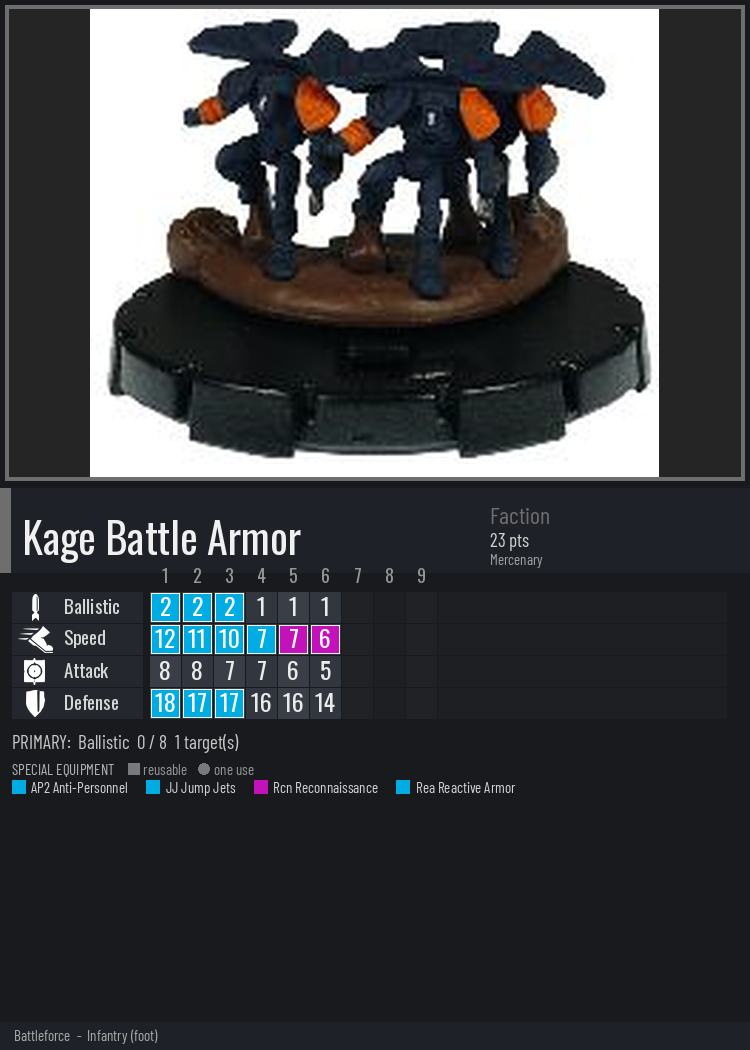 Kage Battle Armor
Faction
23 pts
Mercenary
1 2 3 4 5 6 7 8 9
Ballistic 2 2 2 1 1 1
Speed 12 11 10 7 7 6
Attack 8 8 7 7 6 5
Defense 18 17 17 16 16 14
PRIMARY: Ballistic 0 / 8 1 target(s)
SPECIAL EQUIPMENT reusable one use
AP2 Anti-Personnel JJ Jump Jets Rcn Reconnaissance Rea Reactive Armor
Battleforce - Infantry (foot)